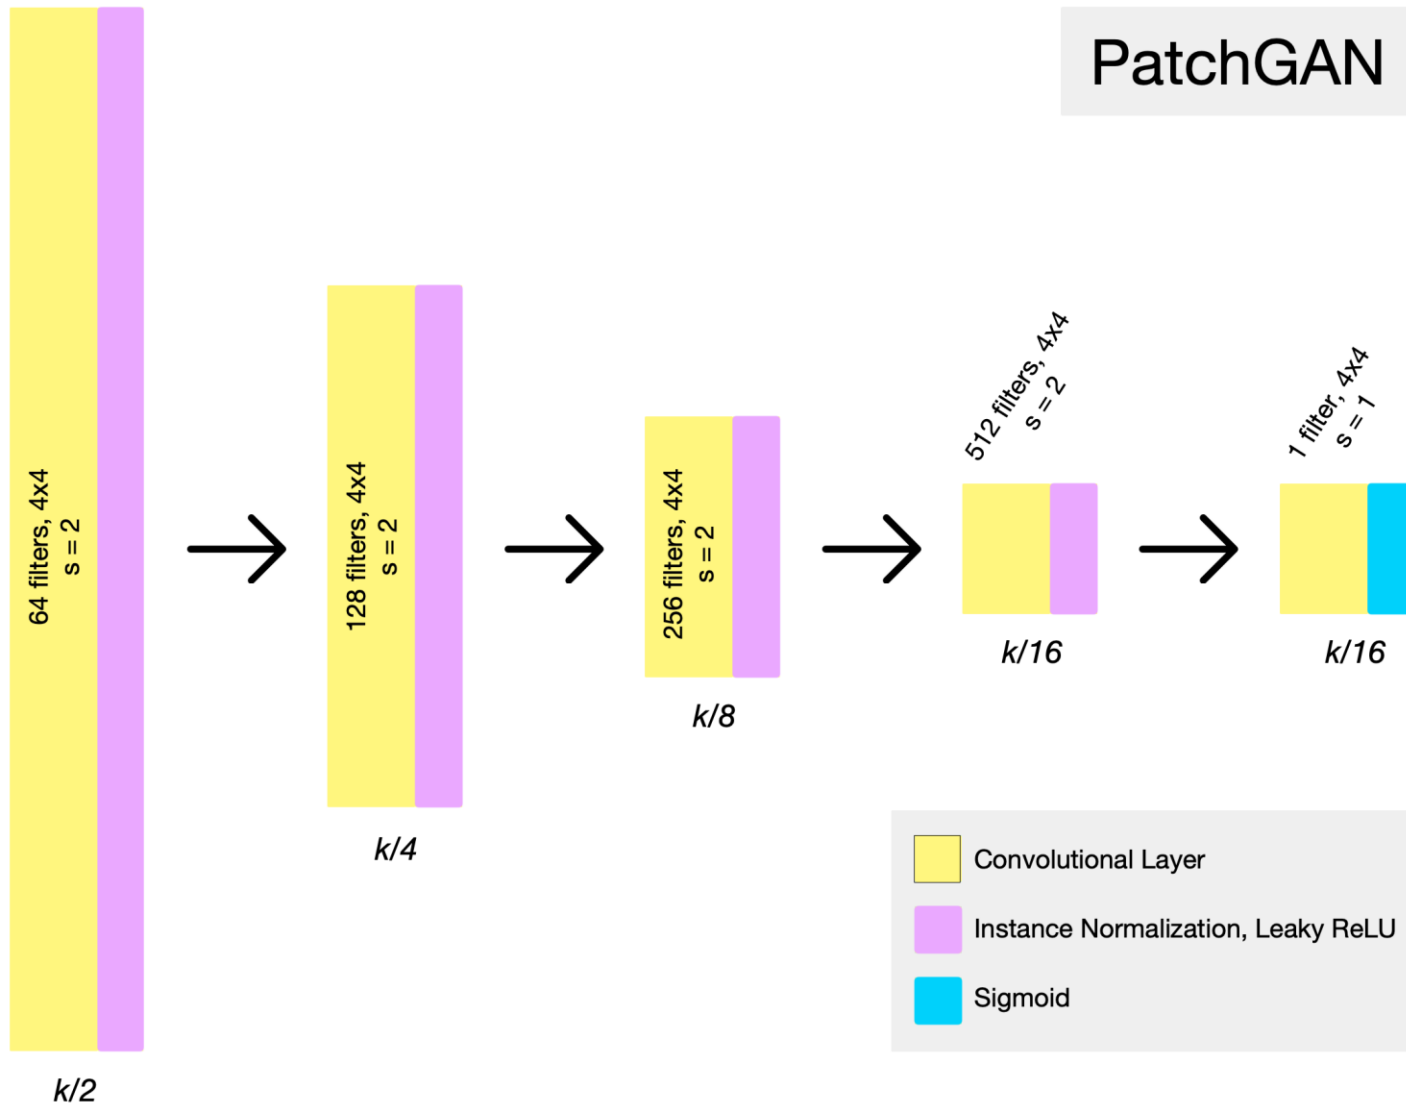 PatchGAN
64 filters, 4x4
s = 2
k/2
128 filters, 4x4
s = 2
k/4
256 filters, 4x4
s = 2
k/8
512 filters, 4x4
s = 2
k/16
1 filter, 4x4
s = 1
k/16
Convolutional Layer
Instance Normalization, Leaky ReLU
Sigmoid